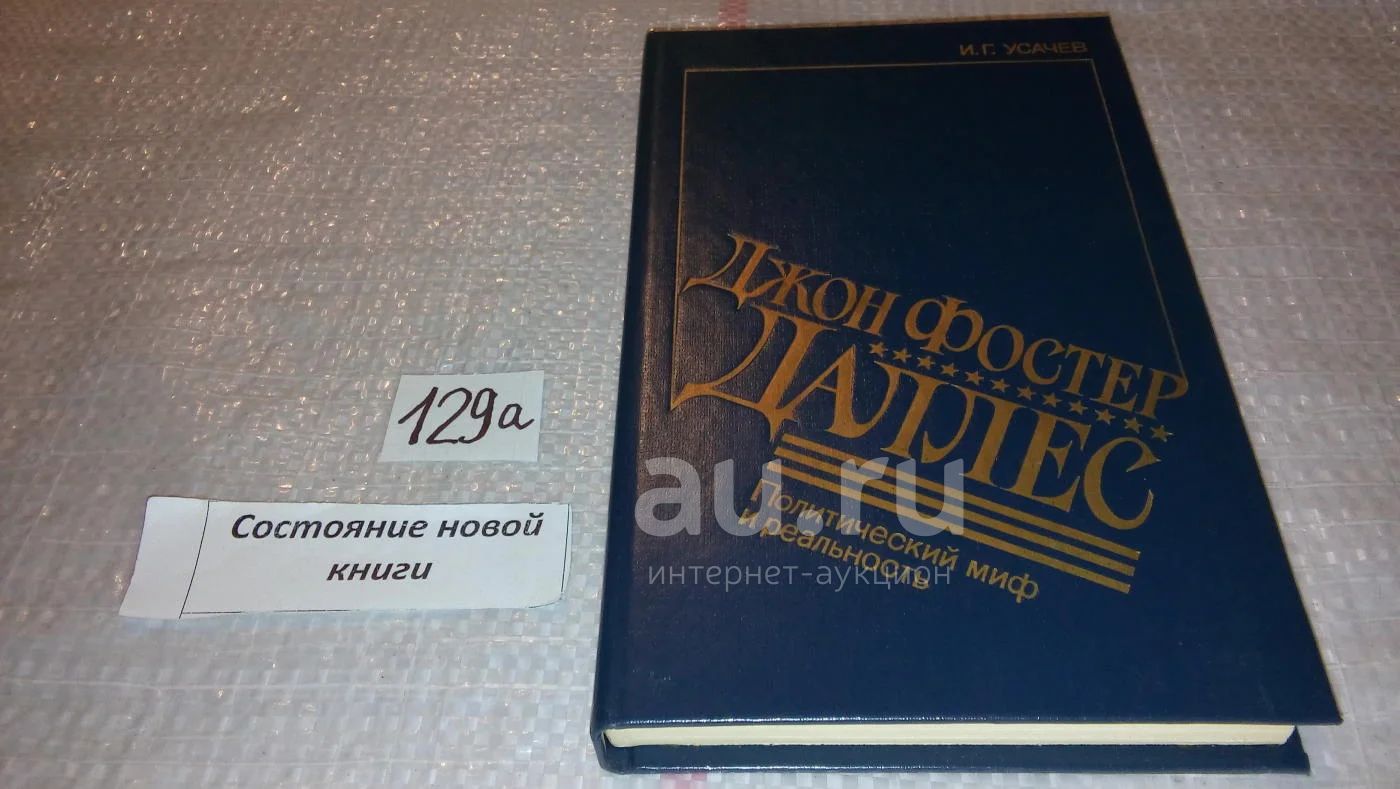 И. Г. УСАЧЕВ
ДЖОН ФОСТЕР
ДАЛЛЕС
Политический миф
и реальность
129а
Состояние новой
книги
au.ru
интернет-аукцион